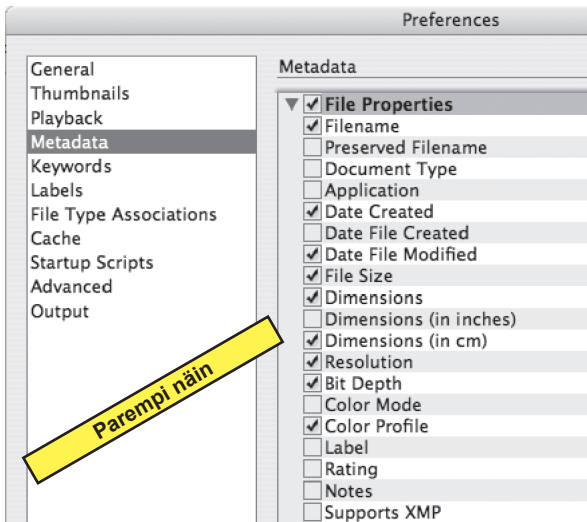 Preferences
General
Thumbnails
Playback
Metadata
Keywords
Labels
File Type Associations
Cache
Startup Scripts
Advanced
Output
Parempi näin
Metadata
File Properties
Filename
Preserved Filename
Document Type
Application
Date Created
Date File Created
Date File Modified
File Size
Dimensions
Dimensions (in inches)
Dimensions (in cm)
Resolution
Bit Depth
Color Mode
Color Profile
Label
Rating
Notes
Supports XMP